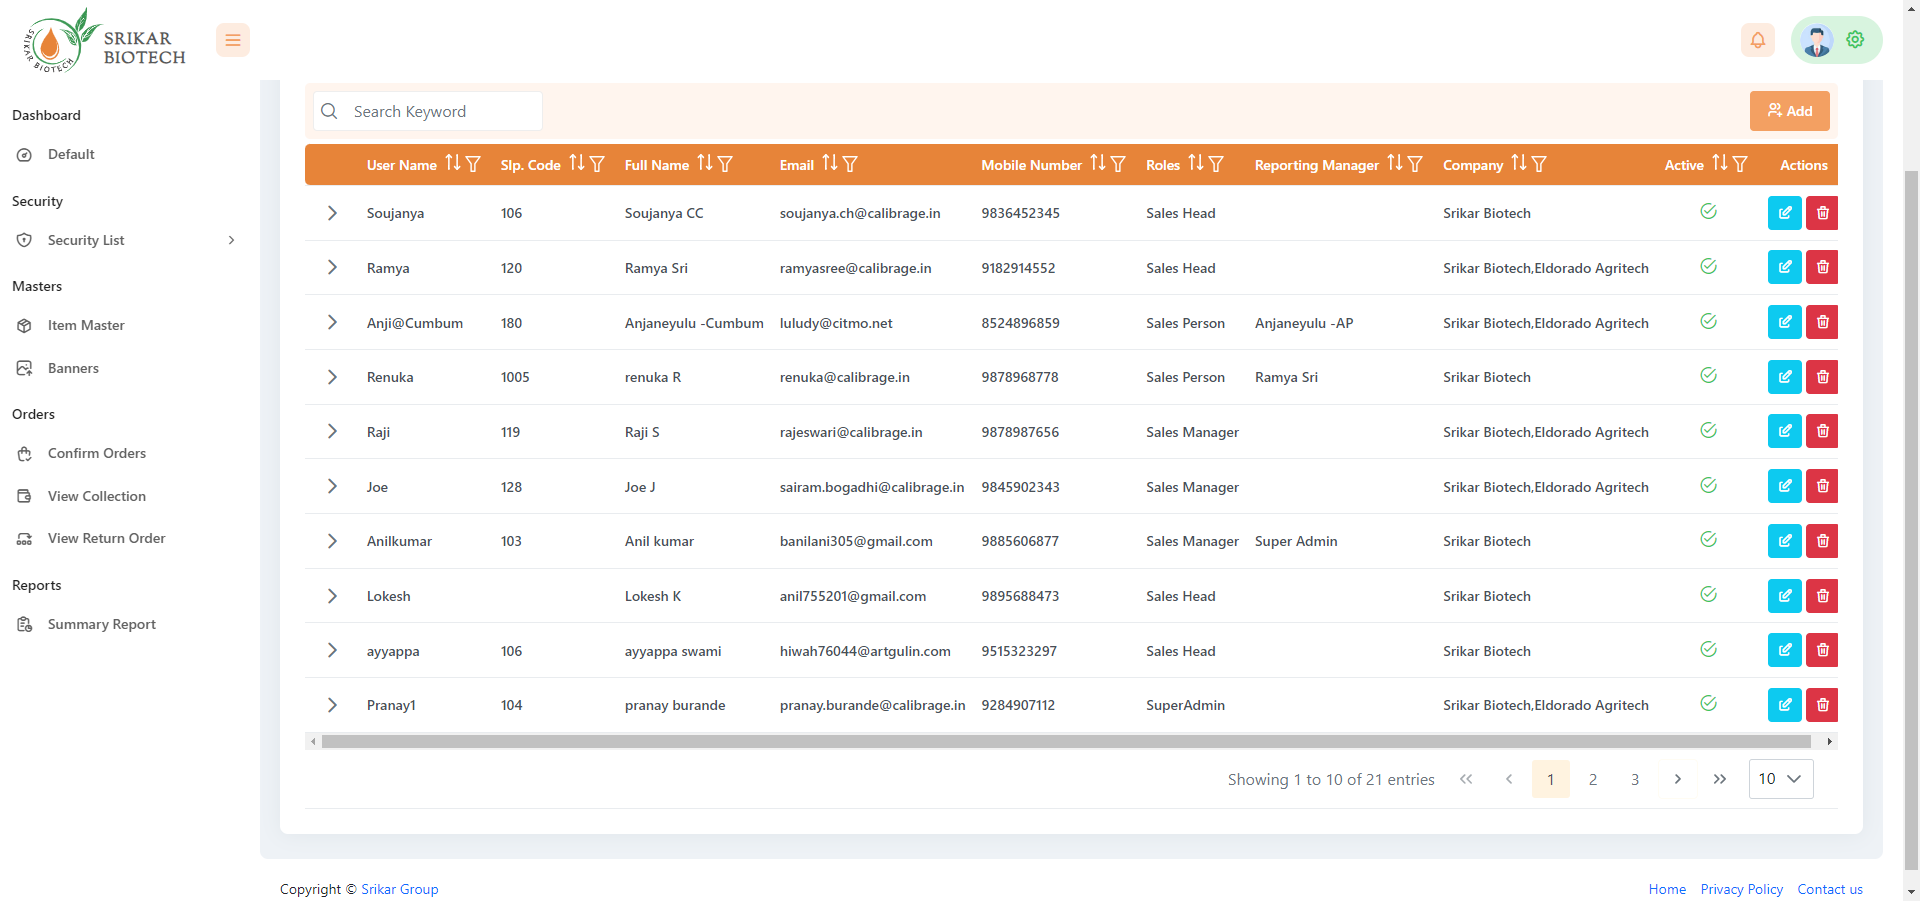 SRIKAR BIOTECH
SRIKAR
BIOTECH
Dashboard
Default
Security
Security List
Masters
Item Master
Banners
Orders
Confirm Orders
View Collection
View Return Order
Reports
Summary Report
Search Keyword
Add
User Name Slp. Code Full Name Email Mobile Number Roles Reporting Manager Company Active Actions
Soujanya 106 Soujanya CC soujanya.ch@calibrage.in 9836452345 Sales Head Srikar Biotech
Ramya 120 Ramya Sri ramyasree@calibrage.in 9182914552 Sales Head Srikar Biotech,Eldorado Agritech
Anji@Cumbum 180 Anjaneyulu -Cumbum luludy@citmo.net 8524896859 Sales Person Anjaneyulu -AP Srikar Biotech,Eldorado Agritech
Renuka 1005 renuka R renuka@calibrage.in 9878968778 Sales Person Ramya Sri Srikar Biotech
Raji 119 Raji S rajeswari@calibrage.in 9878987656 Sales Manager Srikar Biotech,Eldorado Agritech
Joe 128 Joe J sairam.bogadhi@calibrage.in 9845902343 Sales Manager Srikar Biotech,Eldorado Agritech
Anilkumar 103 Anil kumar banilani305@gmail.com 9885606877 Sales Manager Super Admin Srikar Biotech
Lokesh Lokesh K anil755201@gmail.com 9895688473 Sales Head Srikar Biotech
ayyappa 106 ayyappa swami hiwah76044@artgulin.com 9515323297 Sales Head Srikar Biotech
Pranay1 104 pranay burande pranay.burande@calibrage.in 9284907112 SuperAdmin Srikar Biotech,Eldorado Agritech
Showing 1 to 10 of 21 entries 1 2 3 10
Copyright © Srikar Group
Home Privacy Policy Contact us